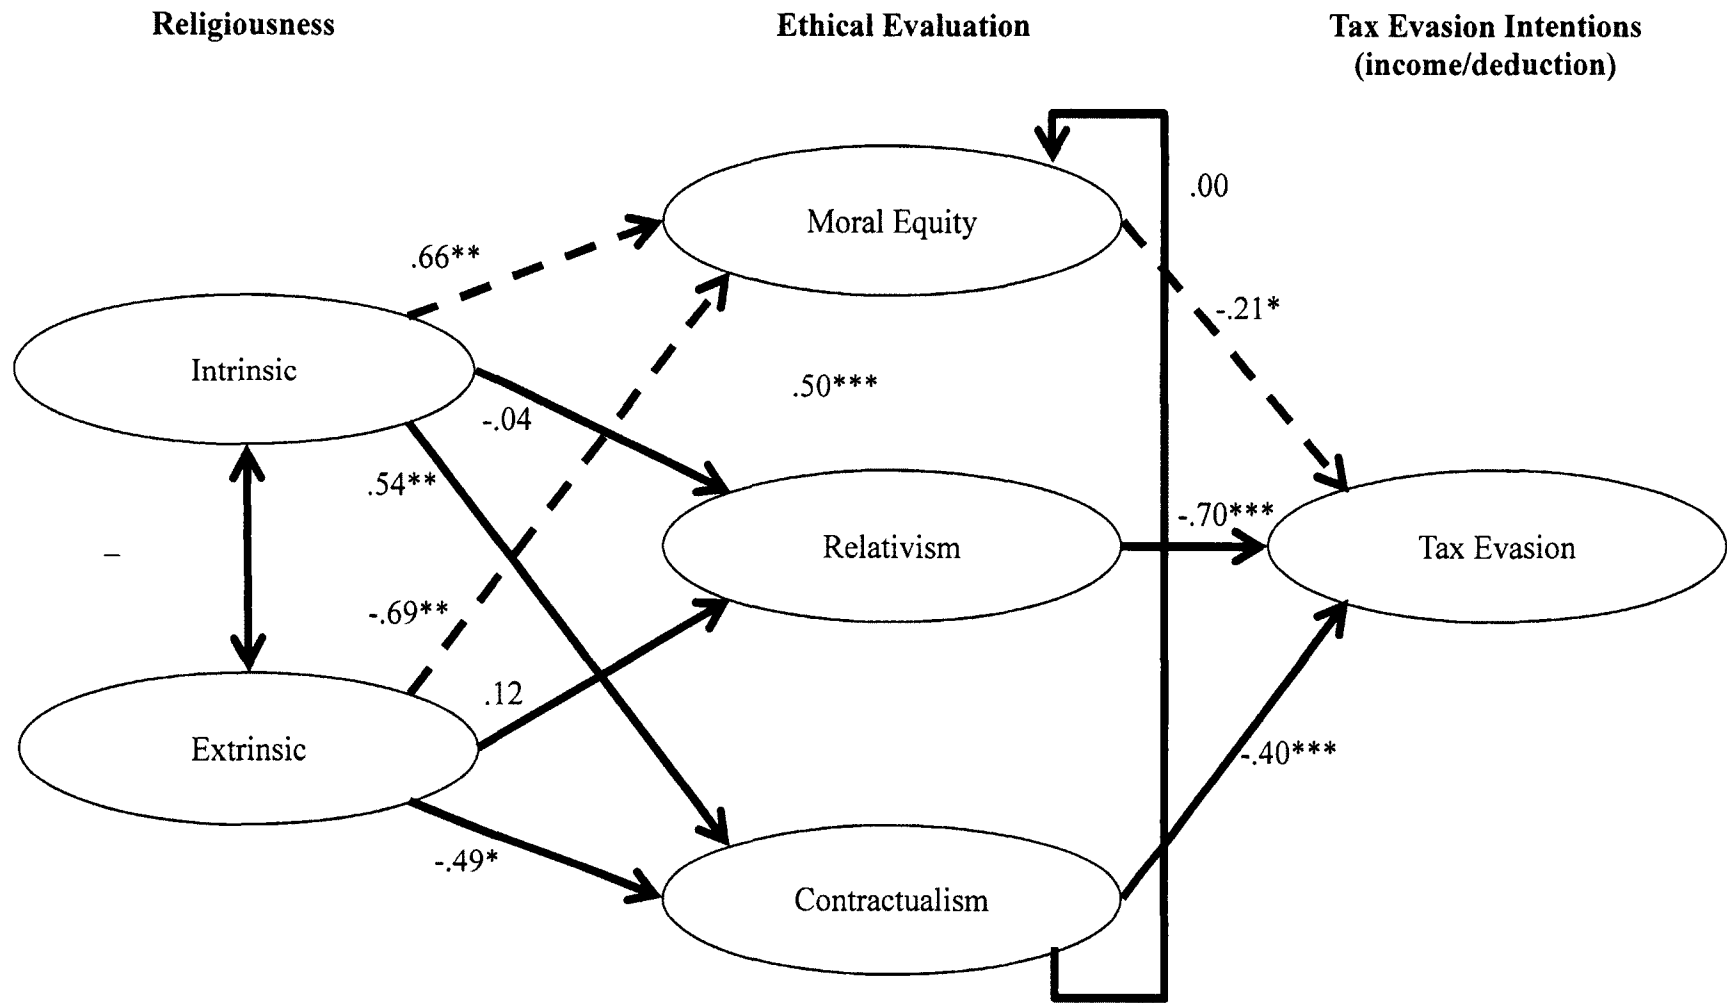 Religiousness
Ethical Evaluation
Tax Evasion Intentions
(income/deduction)
.00
Moral Equity
.66**
-.21*
Intrinsic
.50***
-.04
.54**
-.70***
Relativism
Tax Evasion
–
-.69**
.12
Extrinsic
-.40***
-.49*
Contractualism